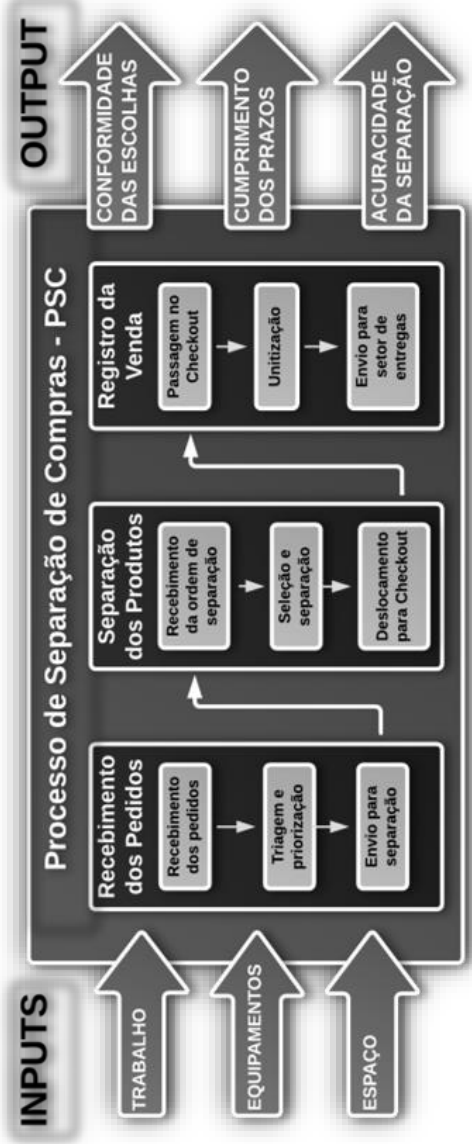 INPUTS
TRABALHO
EQUIPAMENTOS
ESPAÇO
Processo de Separação de Compras - PSC
Recebimento
dos Pedidos
Recebimento
dos pedidos
Triagem e
priorização
Envio para
separação
Separação
dos Produtos
Recebimento
da ordem de
separação
Seleção e
separação
Deslocamento
para Checkout
Registro da
Venda
Passagem no
Checkout
Unitização
Envio para
setor de
entregas
OUTPUT
CONFORMIDADE
DAS ESCOLHAS
CUMPRIMENTO
DOS PRAZOS
ACURACIDADE
DA SEPARAÇÃO